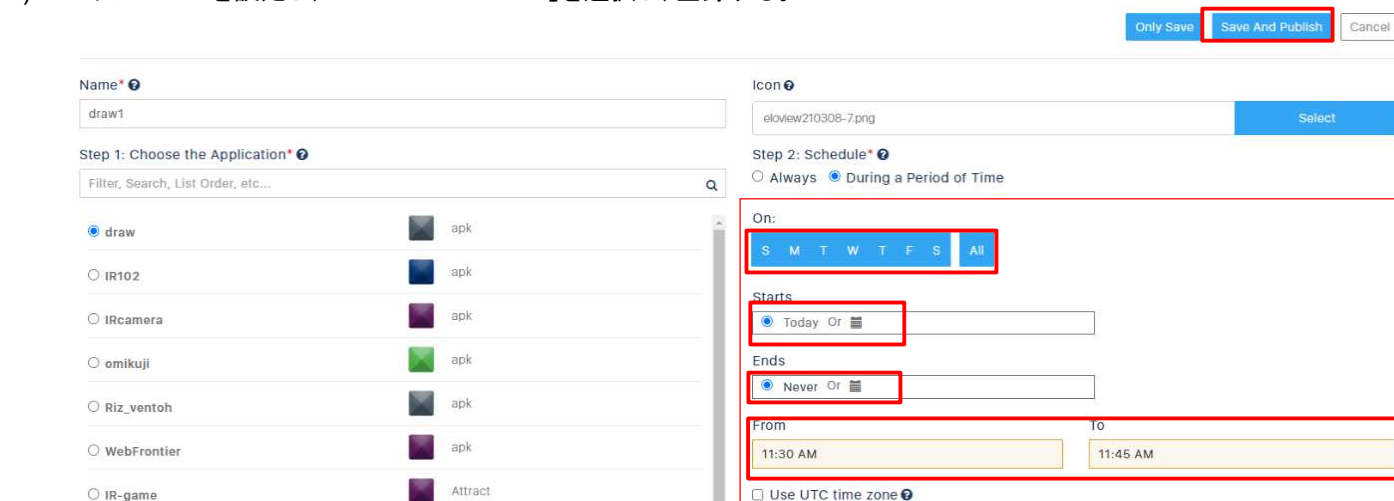 Only Save Save And Publish Cancel
Name*
draw1
Step 1: Choose the Application*
Filter, Search, List Order, etc...
draw apk
IR102 apk
IRcamera apk
omikuji apk
Riz_ventoh apk
WebFrontier apk
IR-game Attract
Icon
eloview210308-7.png Select
Step 2: Schedule*
Always During a Period of Time
On:
S M T W T F S All
Starts
Today Or
Ends
Never Or
From To
11:30 AM 11:45 AM
Use UTC time zone